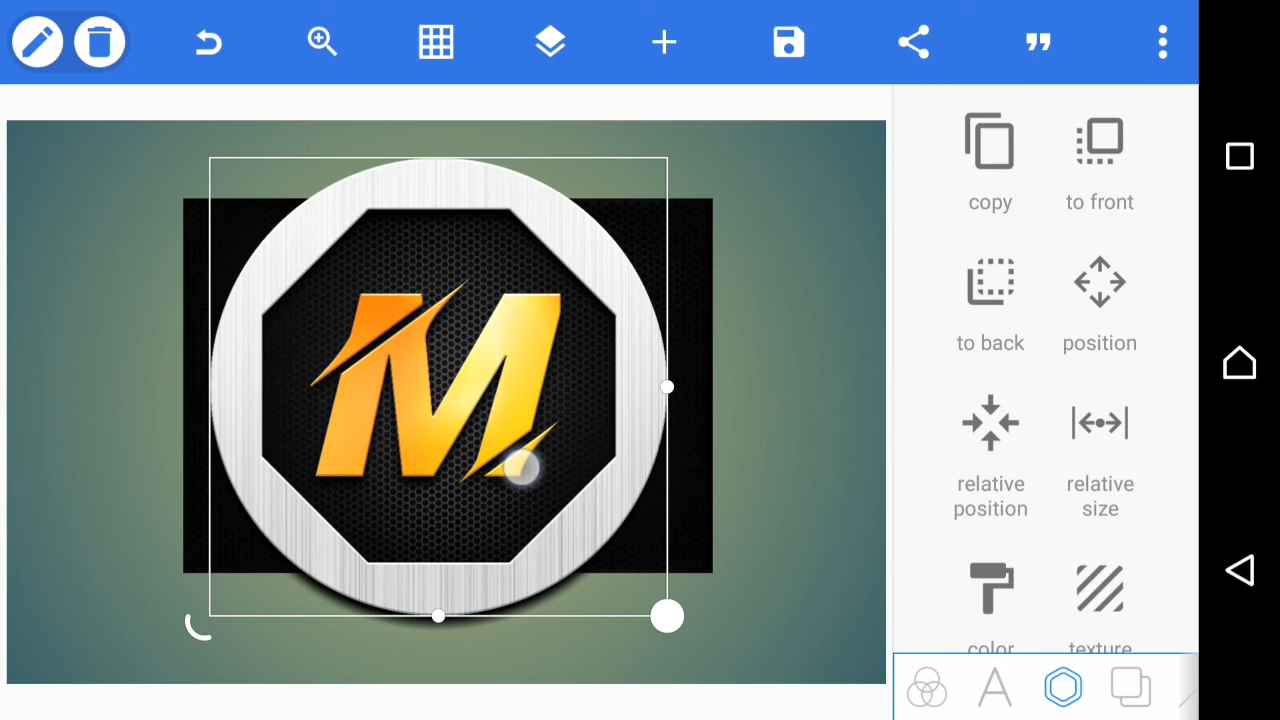 copy
to front
to back
position
relative
position
relative
size
color
texture
M